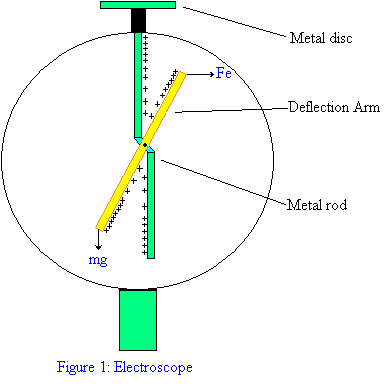 Metal disc
Fe
Deflection Arm
Metal rod
mg
Figure 1: Electroscope